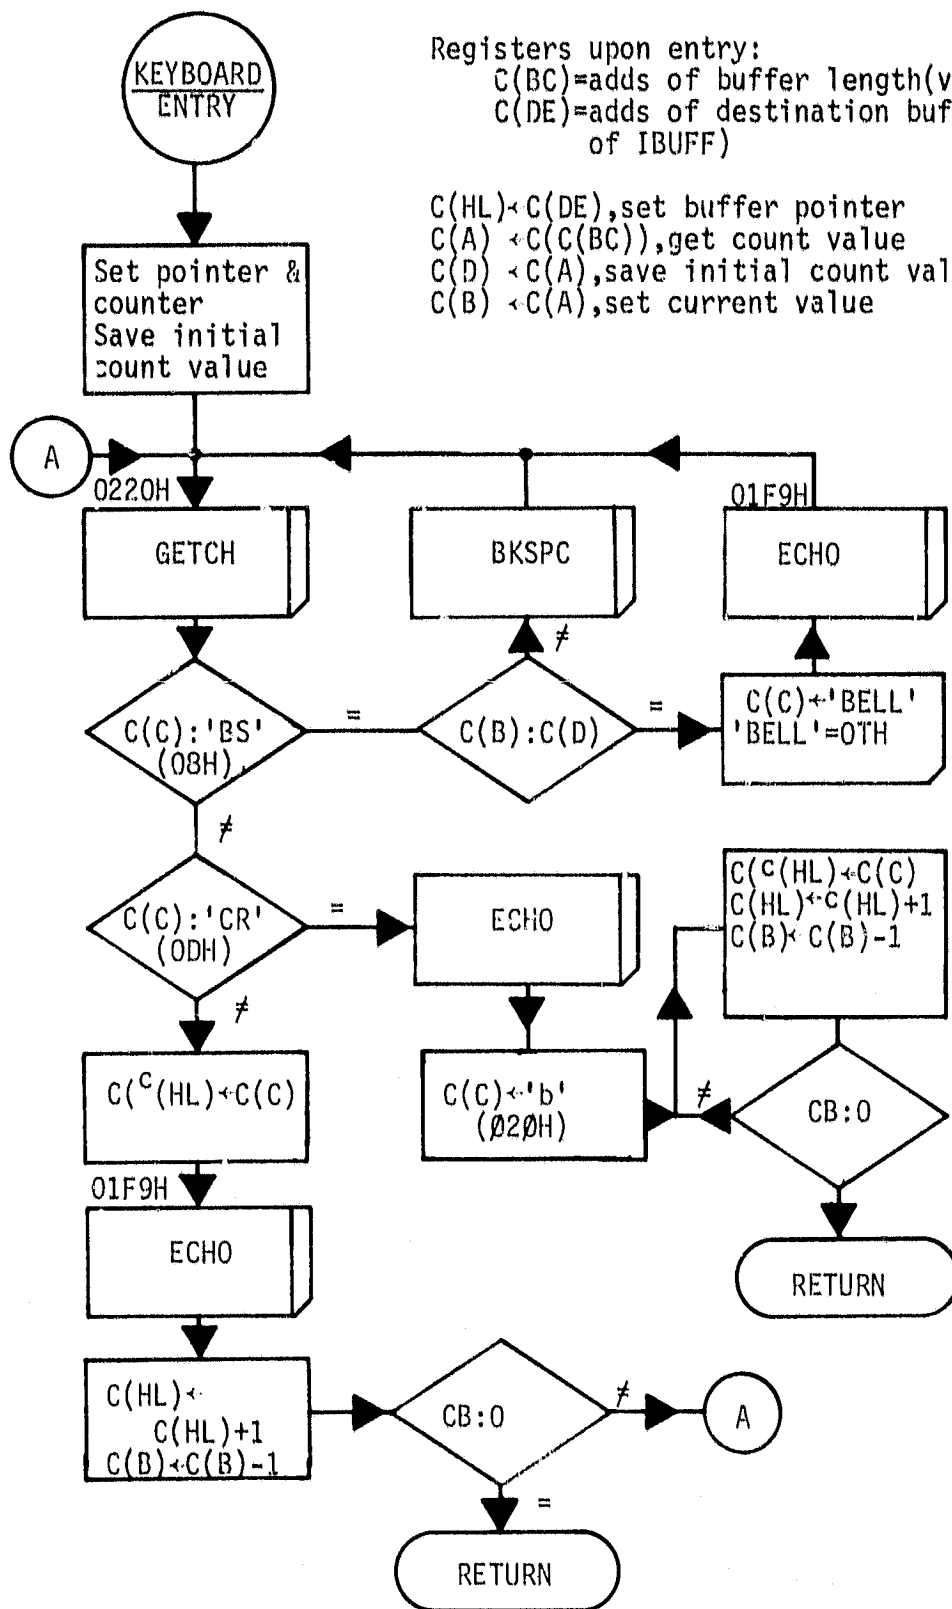 KEYBOARD
ENTRY
Registers upon entry:
C(BC)=adds of buffer length(v
C(DE)=adds of destination buf
of IBUFF)
C(HL)←C(DE),set buffer pointer
C(A) ←C(C(BC)),get count value
C(D) ←C(A),save initial count val
C(B) ←C(A),set current value
Set pointer &
counter
Save initial
count value
A
0220H
GETCH
BKSPC
01F9H
ECHO
≠
C(C):'BS'
(08H)
=
C(B):C(D)
=
C(C)←'BELL'
'BELL'=0TH
≠
C(C):'CR'
(0DH)
=
ECHO
C(C(HL)←C(C)
C(HL)←C(HL)+1
C(B)←C(B)-1
≠
C(C(HL)←C(C)
C(C)←'b'
(Ø2ØH)
≠
CB:0
01F9H
ECHO
RETURN
C(HL)←
C(HL)+1
C(B)←C(B)-1
CB:0
≠
A
=
RETURN